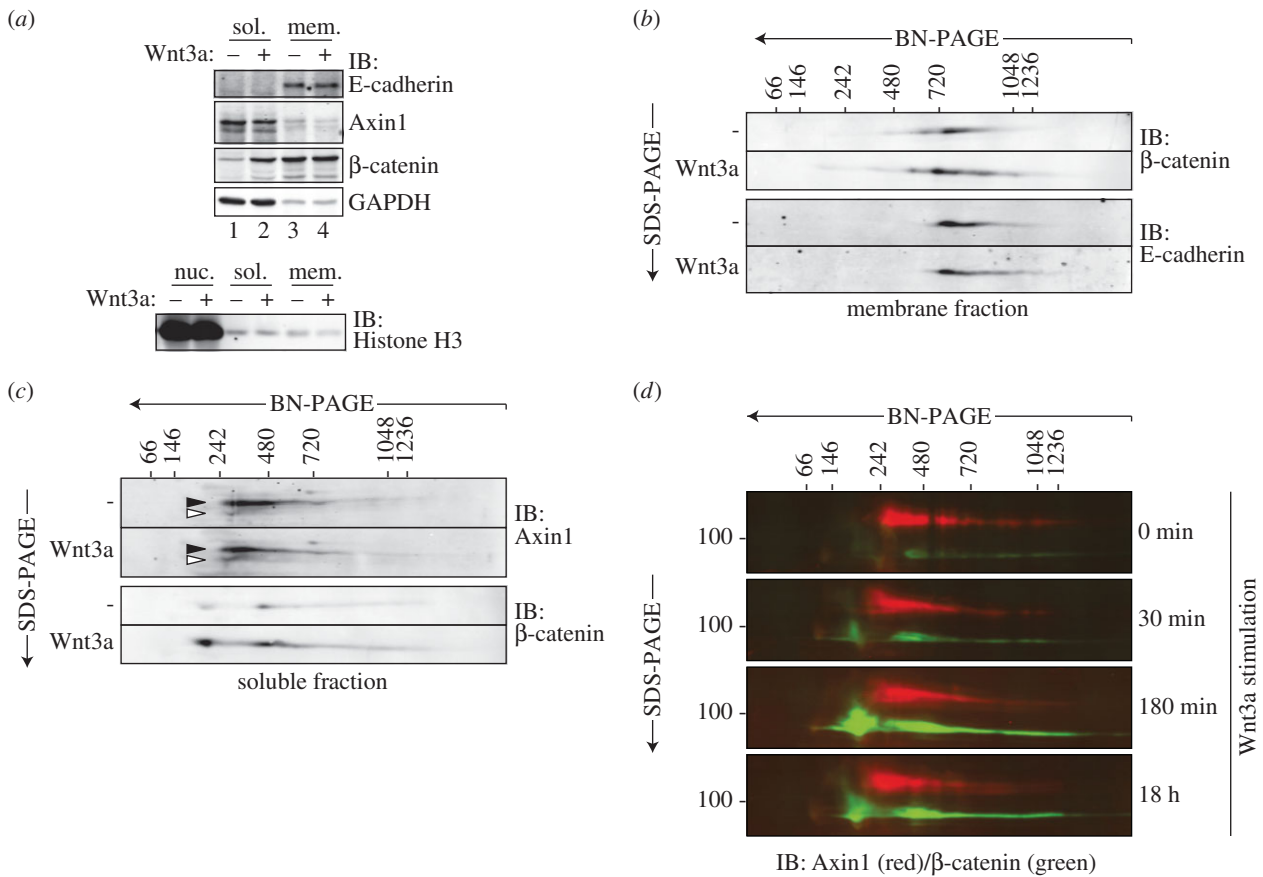 (a)
sol. mem.
Wnt3a: – + – + IB:
E-cadherin
Axin1
β-catenin
GAPDH
1 2 3 4
nuc. sol. mem.
Wnt3a: – + – + – +
IB:
Histone H3
(b)
BN-PAGE
66 146 242 480 720 1048 1236
SDS-PAGE
-
Wnt3a
IB:
β-catenin
-
Wnt3a
IB:
E-cadherin
membrane fraction
(c)
BN-PAGE
66 146 242 480 720 1048 1236
SDS-PAGE
-
Wnt3a
IB:
Axin1
-
Wnt3a
IB:
β-catenin
soluble fraction
(d)
BN-PAGE
66 146 242 480 720 1048 1236
SDS-PAGE
100 0 min
100 30 min
100 180 min
100 18 h
Wnt3a stimulation
IB: Axin1 (red)/β-catenin (green)